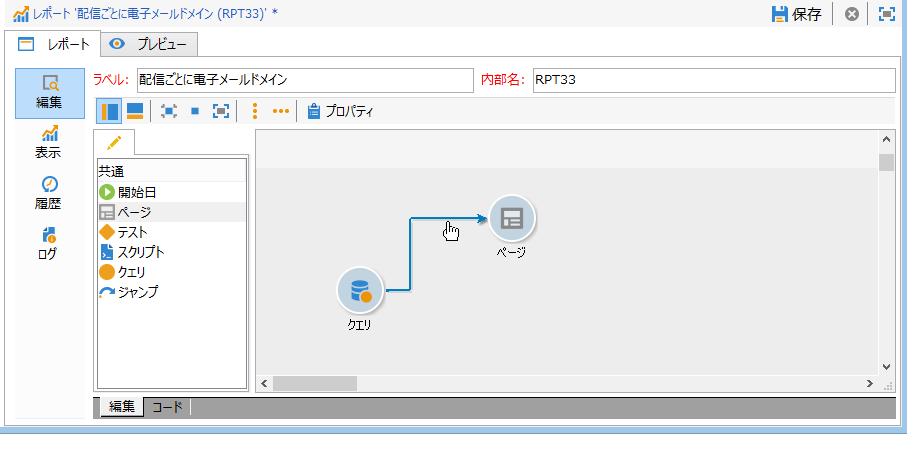 レポート '配信ごとに電子メールドメイン (RPT33)' *
保存
レポート
プレビュー
編集
表示
履歴
ログ
ラベル:
配信ごとに電子メールドメイン
内部名:
RPT33
プロパティ
共通
開始日
ページ
テスト
スクリプト
クエリ
ジャンプ
ページ
クエリ
編集
コード